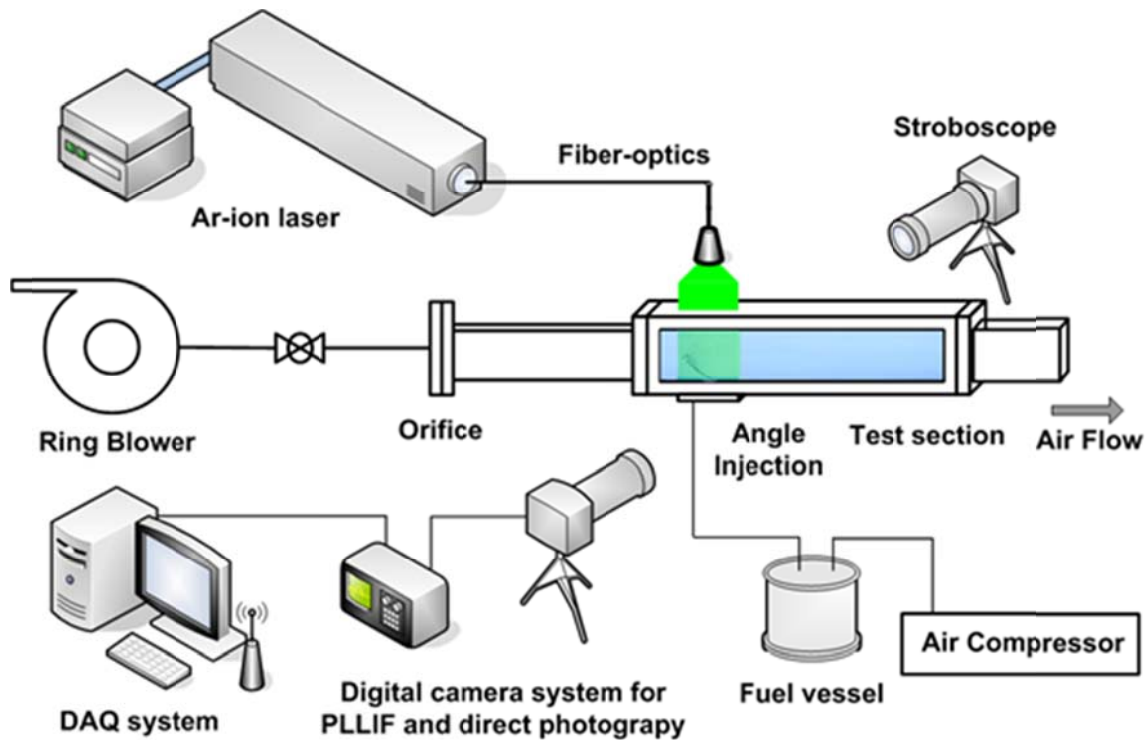 Stroboscope
Fiber-optics
Ar-ion laser
Ring Blower
Orifice
Angle
Injection
Test section
Air Flow
DAQ system
Digital camera system for
PLLIF and direct photograpy
Fuel vessel
Air Compressor